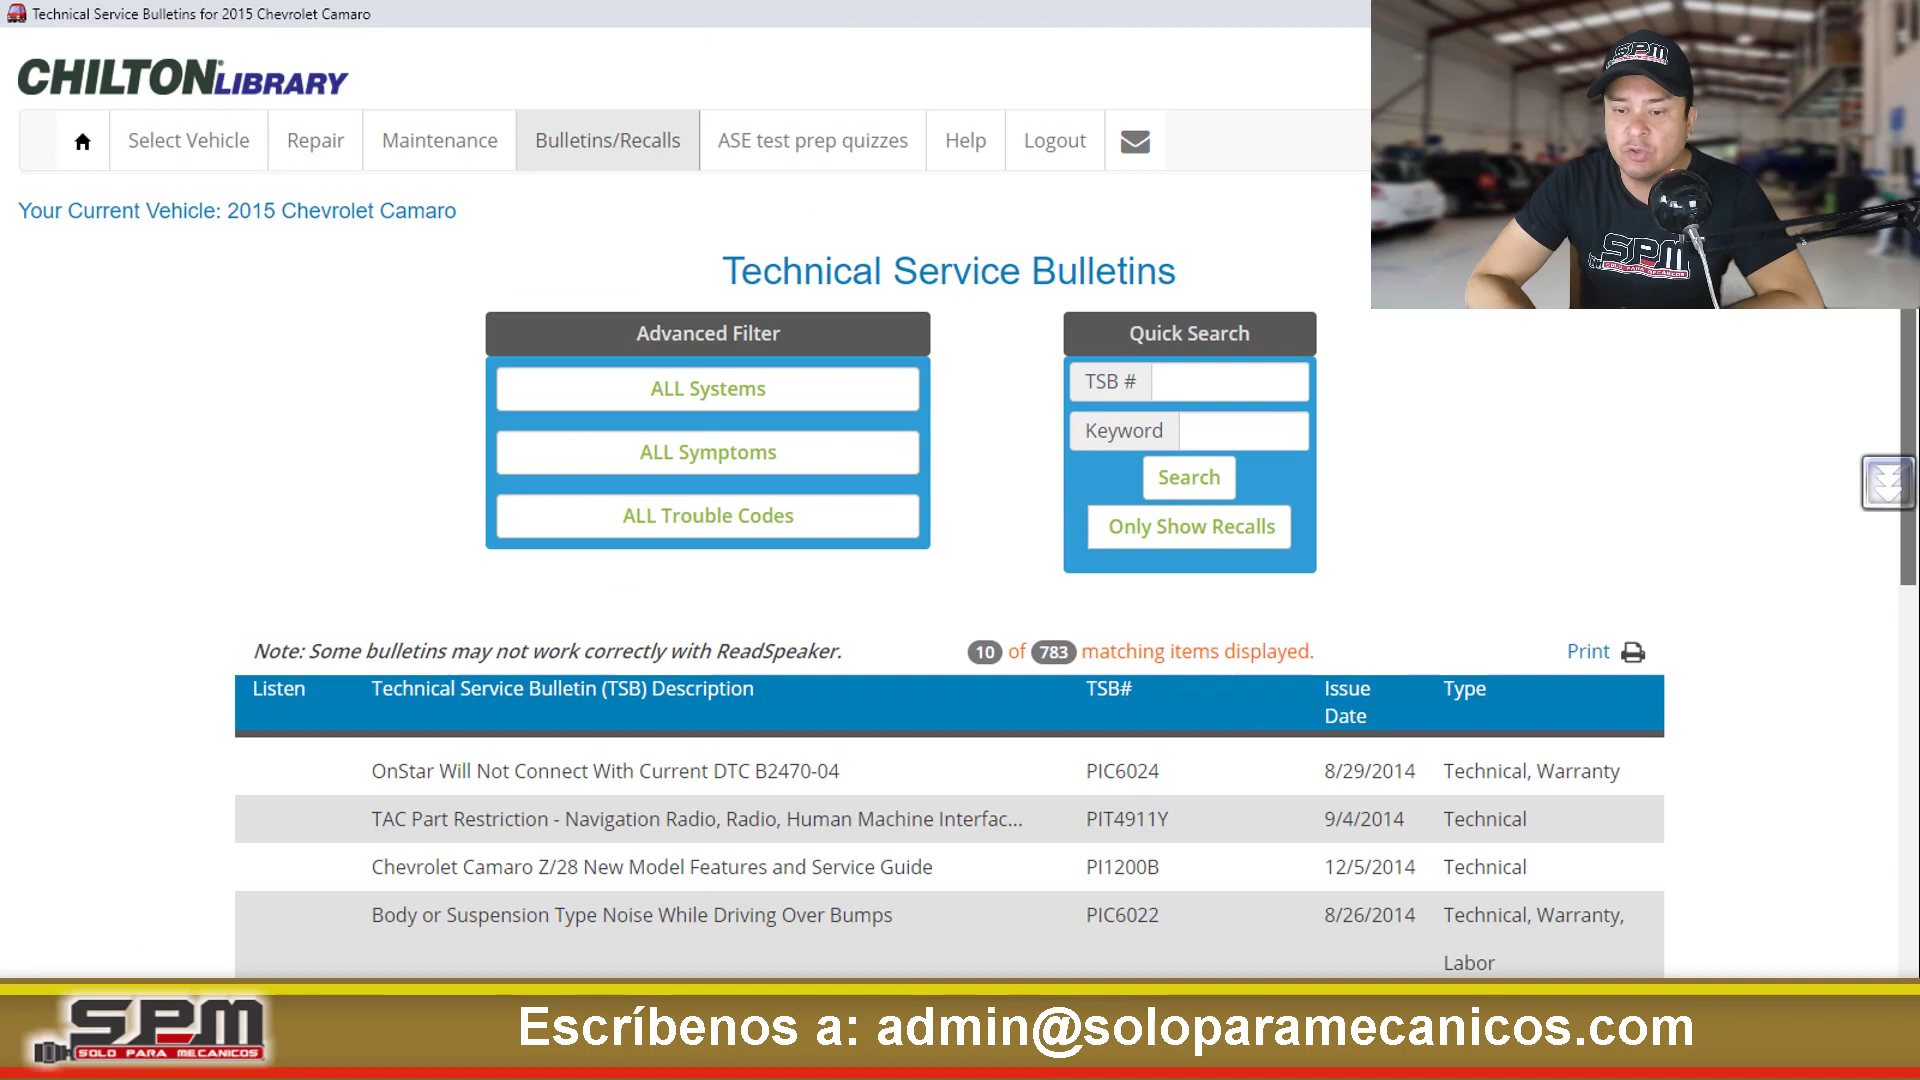 Technical Service Bulletins for 2015 Chevrolet Camaro
CHILTON LIBRARY
Select Vehicle
Repair
Maintenance
Bulletins/Recalls
ASE test prep quizzes
Help
Logout
Your Current Vehicle: 2015 Chevrolet Camaro
SPM
SPM
SOLO PARA MECANICOS
Technical Service Bulletins
Advanced Filter
ALL Systems
ALL Symptoms
ALL Trouble Codes
Quick Search
TSB #
Keyword
Search
Only Show Recalls
Note: Some bulletins may not work correctly with ReadSpeaker.
10 of 783 matching items displayed.
Print
Listen Technical Service Bulletin (TSB) Description TSB# Issue Date Type
OnStar Will Not Connect With Current DTC B2470-04 PIC6024 8/29/2014 Technical, Warranty
TAC Part Restriction - Navigation Radio, Radio, Human Machine Interfac... PIT4911Y 9/4/2014 Technical
Chevrolet Camaro Z/28 New Model Features and Service Guide PI1200B 12/5/2014 Technical
Body or Suspension Type Noise While Driving Over Bumps PIC6022 8/26/2014 Technical, Warranty,
Labor
SPM
SOLO PARA MECANICOS
Escríbenos a: admin@soloparamecanicos.com